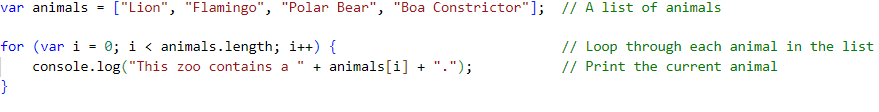 var animals = ["Lion", "Flamingo", "Polar Bear", "Boa Constrictor"];  // A list of animals
for (var i = 0; i < animals.length; i++) {                            // Loop through each animal in the list
    console.log("This zoo contains a " + animals[i] + ".");           // Print the current animal
}